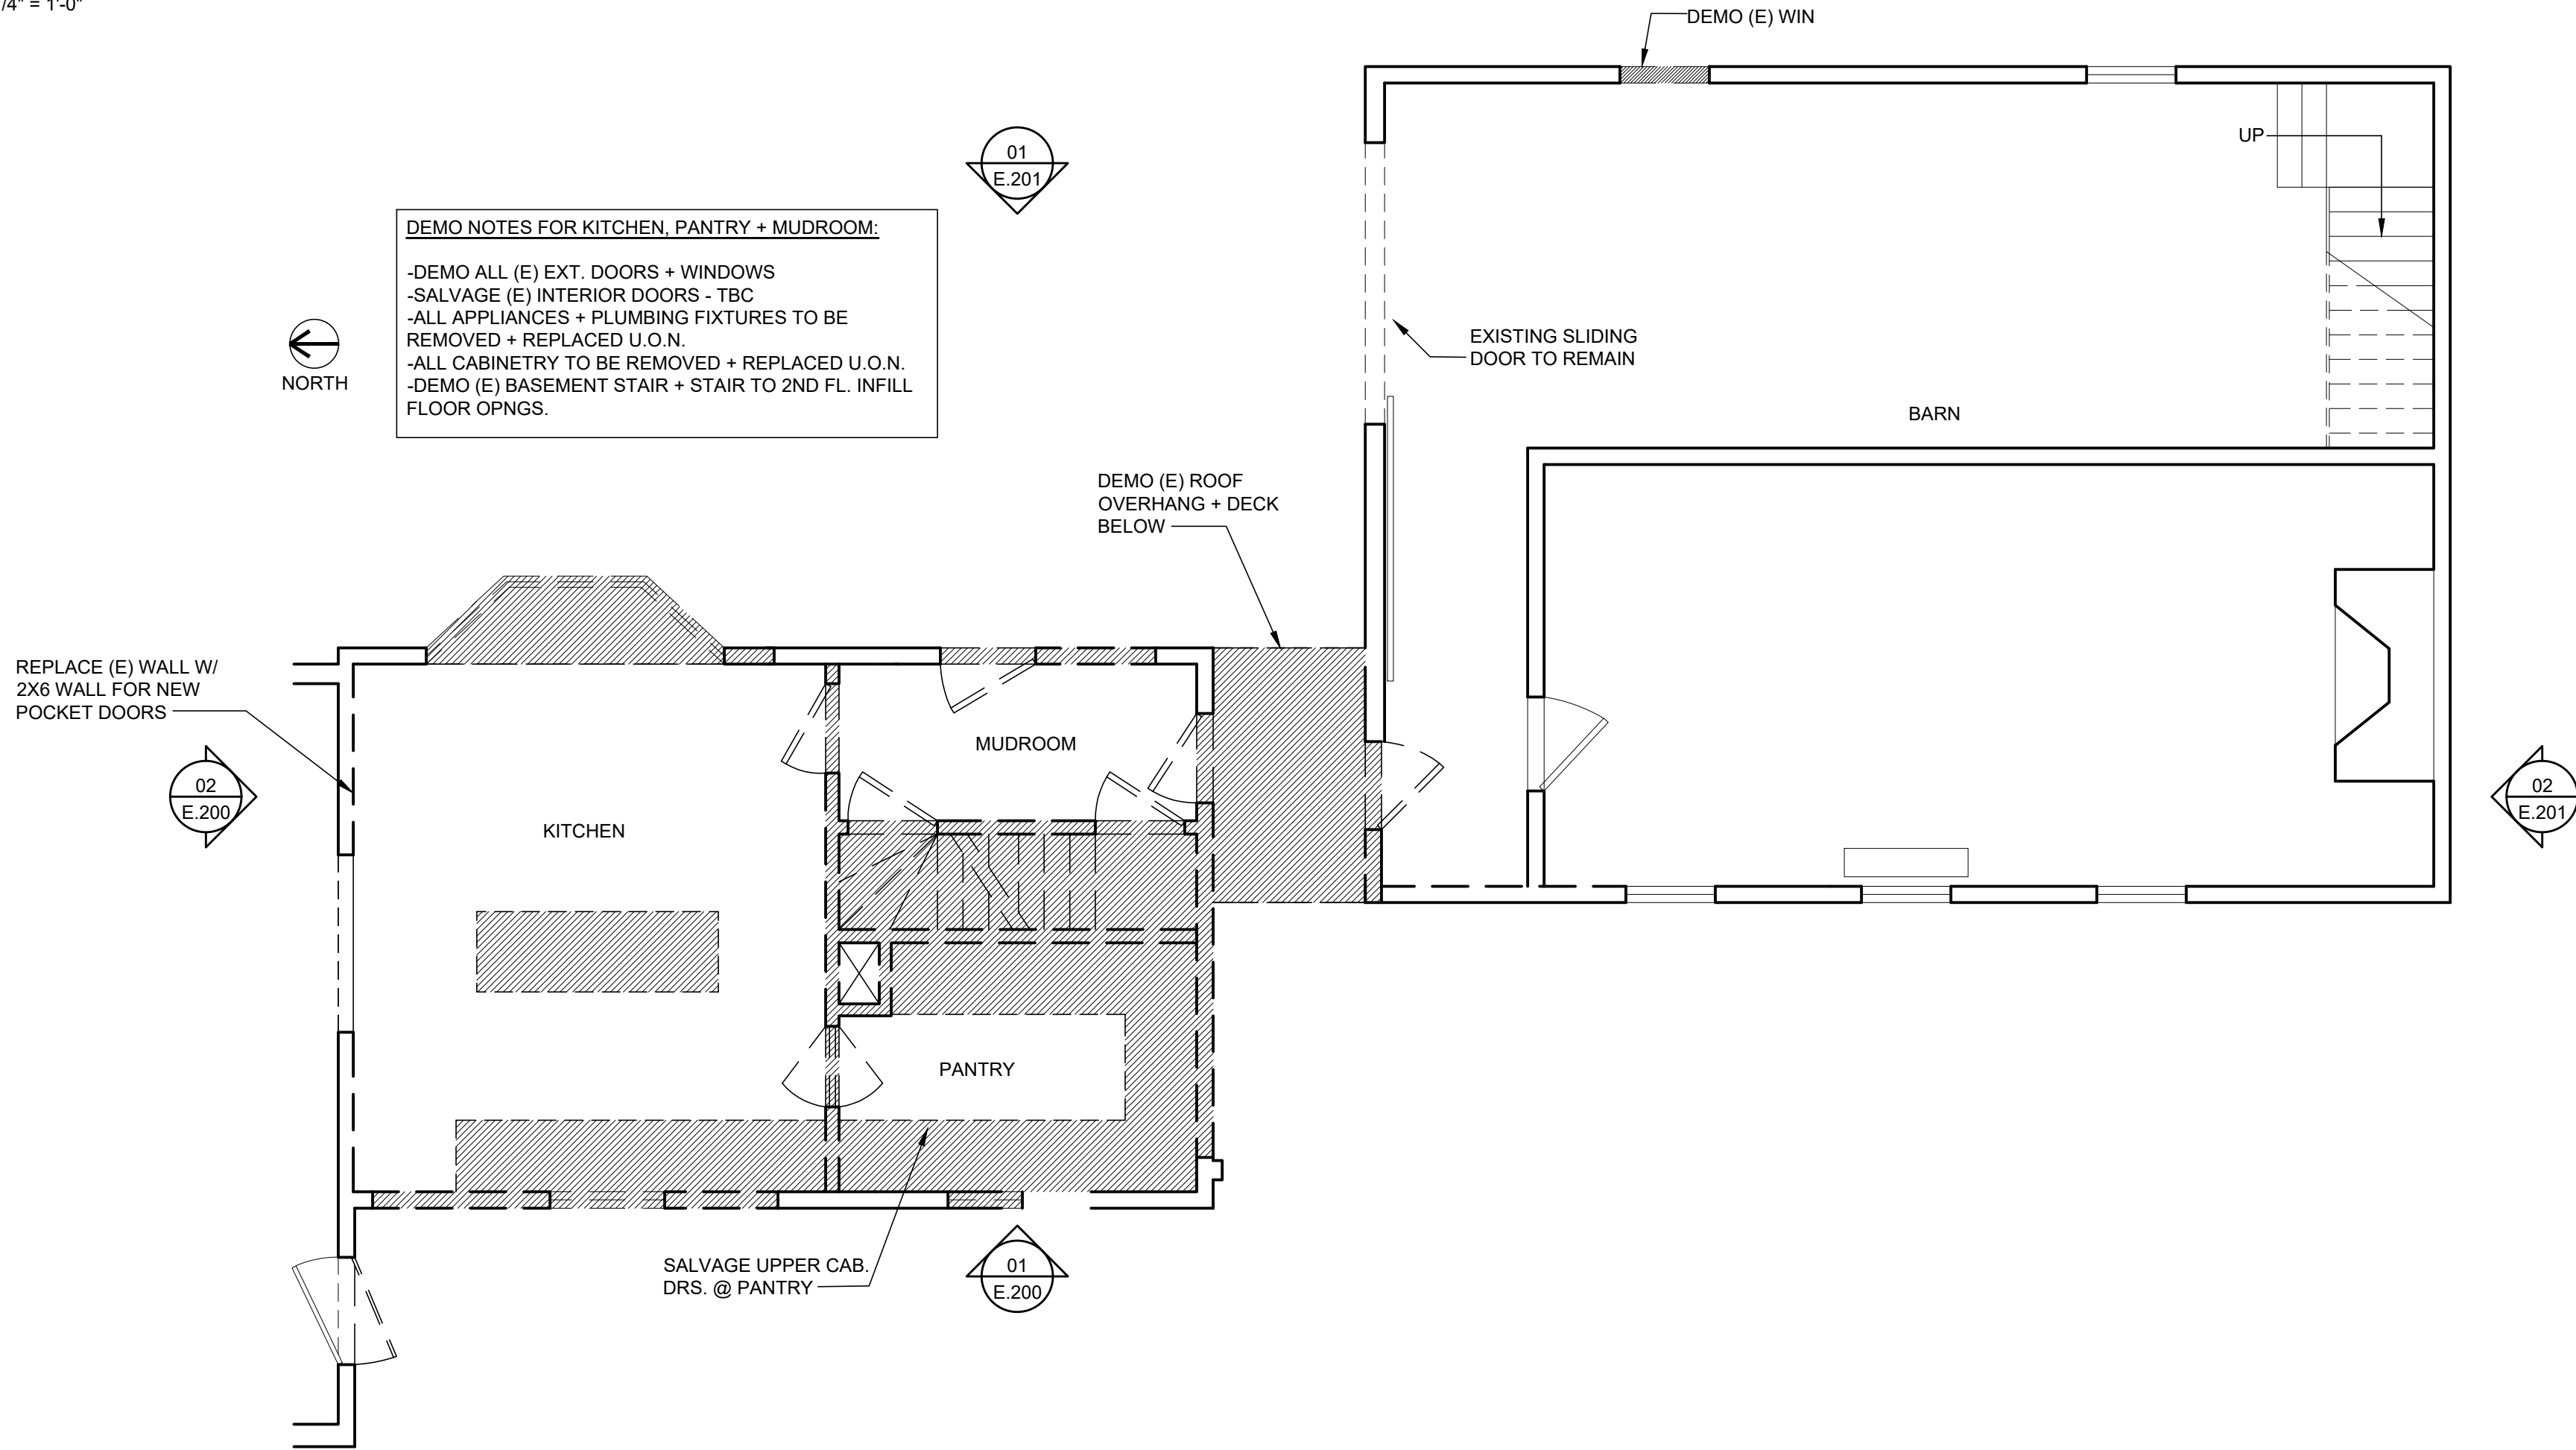 /4" = 1'-0"
DEMO (E) WIN
01
E.201
UP
DEMO NOTES FOR KITCHEN, PANTRY + MUDROOM:
-DEMO ALL (E) EXT. DOORS + WINDOWS
-SALVAGE (E) INTERIOR DOORS - TBC
-ALL APPLIANCES + PLUMBING FIXTURES TO BE
REMOVED + REPLACED U.O.N.
-ALL CABINETRY TO BE REMOVED + REPLACED U.O.N.
-DEMO (E) BASEMENT STAIR + STAIR TO 2ND FL. INFILL
FLOOR OPNGS.
NORTH
EXISTING SLIDING
DOOR TO REMAIN
BARN
DEMO (E) ROOF
OVERHANG + DECK
BELOW
REPLACE (E) WALL W/
2X6 WALL FOR NEW
POCKET DOORS
MUDROOM
02
E.200
KITCHEN
02
E.201
PANTRY
SALVAGE UPPER CAB.
DRS. @ PANTRY
01
E.200